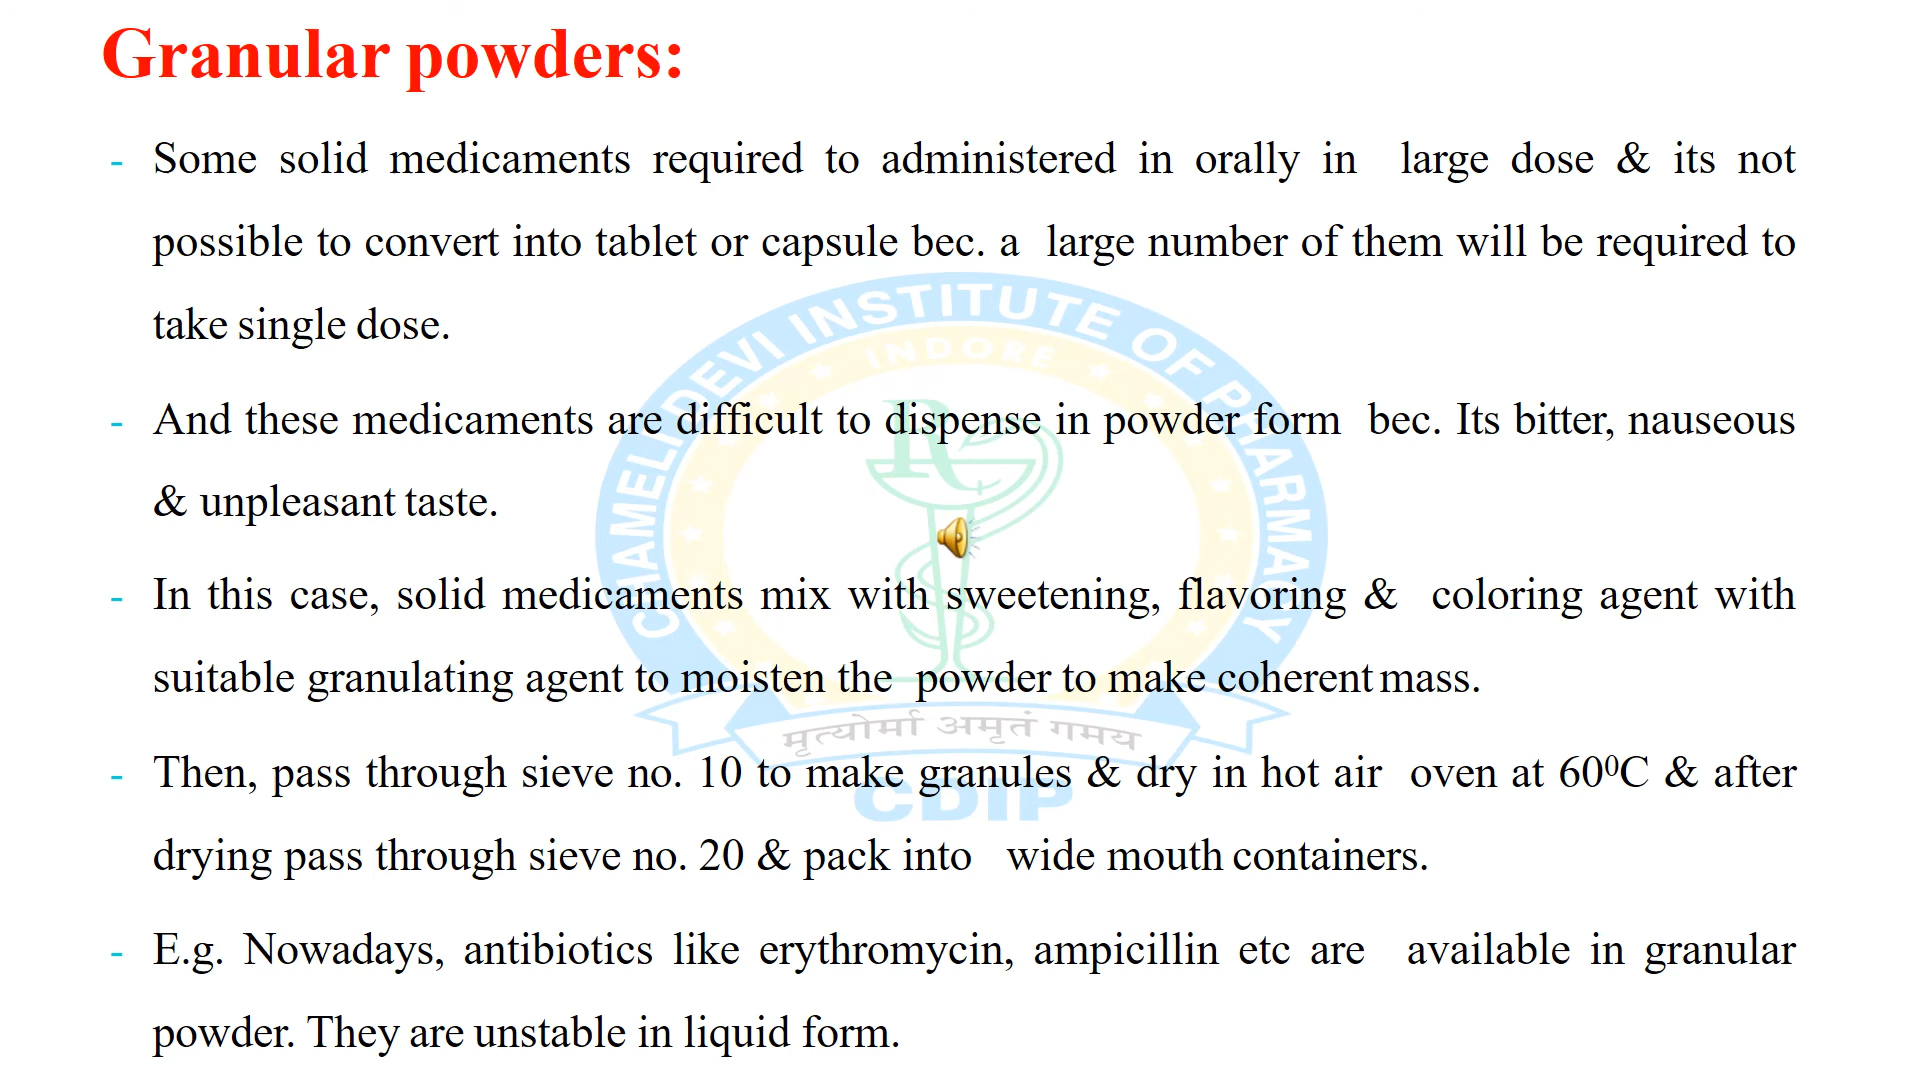 Granular powders:
- Some solid medicaments required to administered in orally in large dose & its not
possible to convert into tablet or capsule bec. a large number of them will be required to
take single dose.
- And these medicaments are difficult to dispense in powder form bec. Its bitter, nauseous
& unpleasant taste.
- In this case, solid medicaments mix with sweetening, flavoring & coloring agent with
suitable granulating agent to moisten the powder to make coherent mass.
- Then, pass through sieve no. 10 to make granules & dry in hot air oven at 60⁰C & after
drying pass through sieve no. 20 & pack into wide mouth containers.
- E.g. Nowadays, antibiotics like erythromycin, ampicillin etc are available in granular
powder. They are unstable in liquid form.
CHAMELI DEVI INSTITUTE OF PHARMACY
INDORE
Rx
मृत्योर्मा अमृतं गमय
CDIP